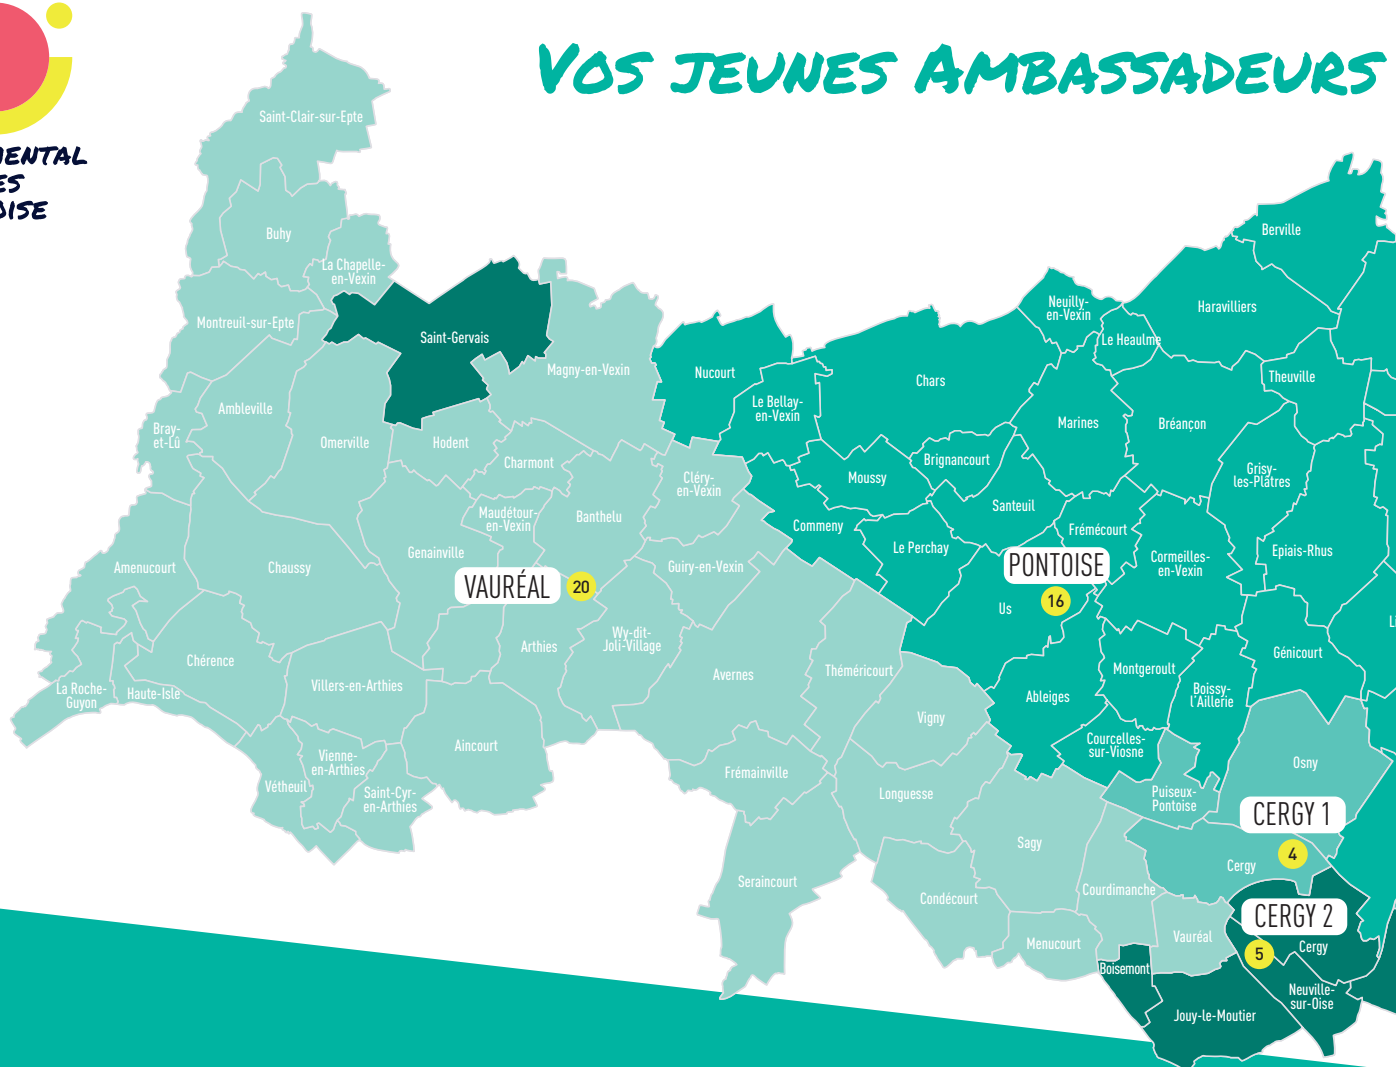 VOS JEUNES AMBASSADEURS
OISE
Saint-Clair-sur-Epte
Buhy
La Chapelle-
en-Vexin
Montreuil-sur-Epte
Saint-Gervais
Magny-en-Vexin
Ambleville
Bray-
et-Lû
Omerville
Hodent
Charmont
Cléry-
en-Vexin
Maudétour-
en-Vexin
Banthelu
Genainville
Amenucourt
Chaussy
Guiry-en-Vexin
VAURÉAL
20
Arthies
Wy-dit-
Joli-Village
Chérence
La Roche-
Guyon
Haute-Isle
Villers-en-Arthies
Avernes
Théméricourt
Vigny
Aincourt
Vienne-
en-Arthies
Vétheuil
Saint-Cyr-
en-Arthies
Frémainville
Longuesse
Sagy
Seraincourt
Condécourt
Courdimanche
Menucourt
Vauréal
Berville
Neuilly-
en-Vexin
Haravilliers
Le Heaulme
Nucourt
Chars
Theuville
Le Bellay-
en-Vexin
Marines
Bréançon
Moussy
Brignancourt
Grisy-
les-Plâtres
Santeuil
Commeny
Frémécourt
Le Perchay
Cormeilles-
en-Vexin
Epiais-Rhus
PONTOISE
16
Us
Génicourt
Montgeroult
Ableiges
Boissy-
l'Aillerie
Courcelles-
sur-Viosne
Osny
Puiseux-
Pontoise
CERGY 1
4
Cergy
CERGY 2
5
Cergy
Boisemont
Neuville-
sur-Oise
Jouy-le-Moutier